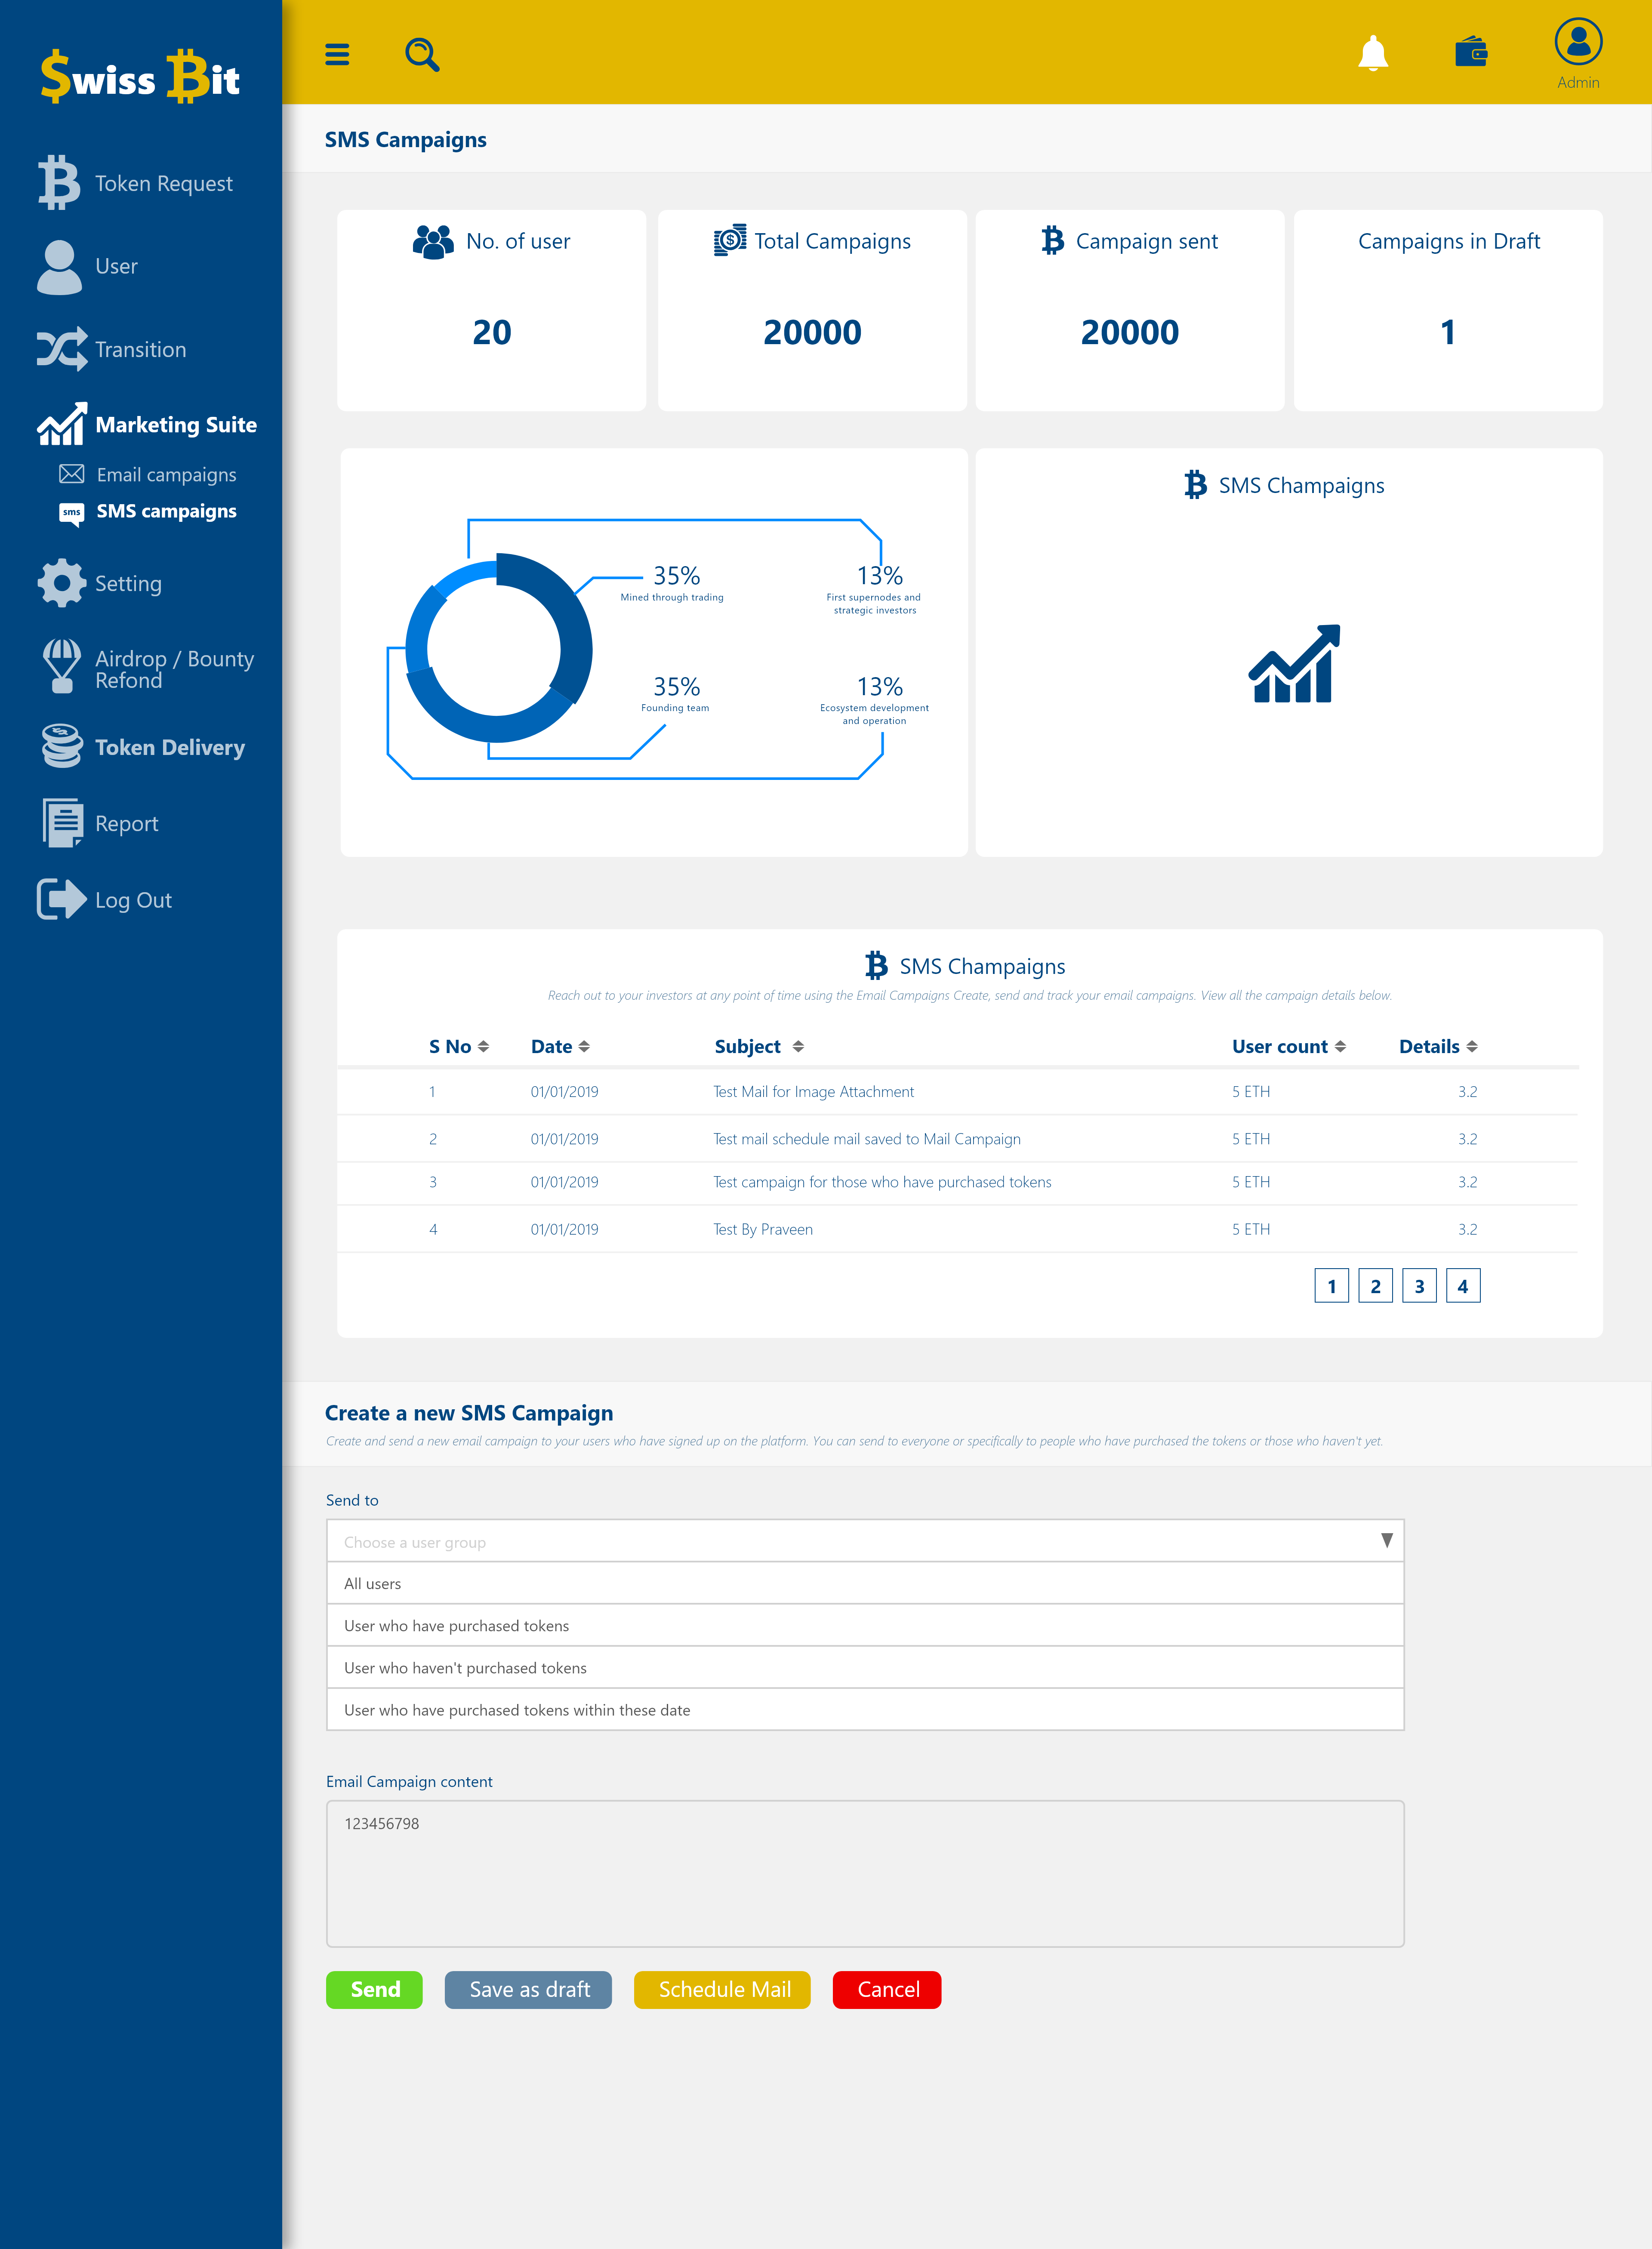 $wiss Bit
Token Request
User
Transition
Marketing Suite
Email campaigns
sms
SMS campaigns
Setting
Airdrop / Bounty
Refond
Token Delivery
Report
Log Out
Admin
SMS Campaigns
No. of user
20
Total Campaigns
20000
Campaign sent
20000
Campaigns in Draft
1
35%
Mined through trading
13%
First supernodes and
strategic investors
35%
Founding team
13%
Ecosystem development
and operation
SMS Champaigns
SMS Champaigns
Reach out to your investors at any point of time using the Email Campaigns Create, send and track your email campaigns. View all the campaign details below.
S No Date Subject User count Details
1 01/01/2019 Test Mail for Image Attachment 5 ETH 3.2
2 01/01/2019 Test mail schedule mail saved to Mail Campaign 5 ETH 3.2
3 01/01/2019 Test campaign for those who have purchased tokens 5 ETH 3.2
4 01/01/2019 Test By Praveen 5 ETH 3.2
1 2 3 4
Create a new SMS Campaign
Create and send a new email campaign to your users who have signed up on the platform. You can send to everyone or specifically to people who have purchased the tokens or those who haven't yet.
Send to
Choose a user group
All users
User who have purchased tokens
User who haven't purchased tokens
User who have purchased tokens within these date
Email Campaign content
123456798
Send Save as draft Schedule Mail Cancel